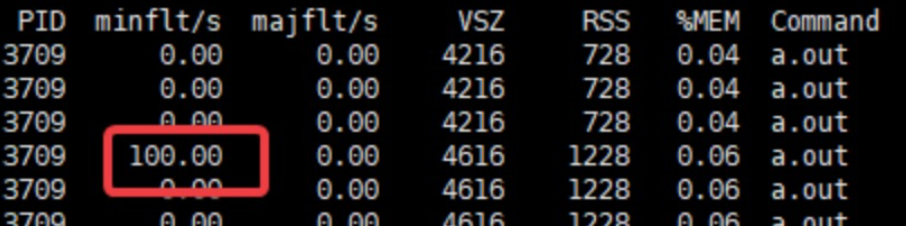 PID minflt/s majflt/s VSZ RSS %MEM Command
3709 0.00 0.00 4216 728 0.04 a.out
3709 0.00 0.00 4216 728 0.04 a.out
3709 0.00 0.00 4216 728 0.04 a.out
3709 100.00 0.00 4616 1228 0.06 a.out
3709 0.00 0.00 4616 1228 0.06 a.out
3709 0.00 0.00 4616 1228 0.06 a.out